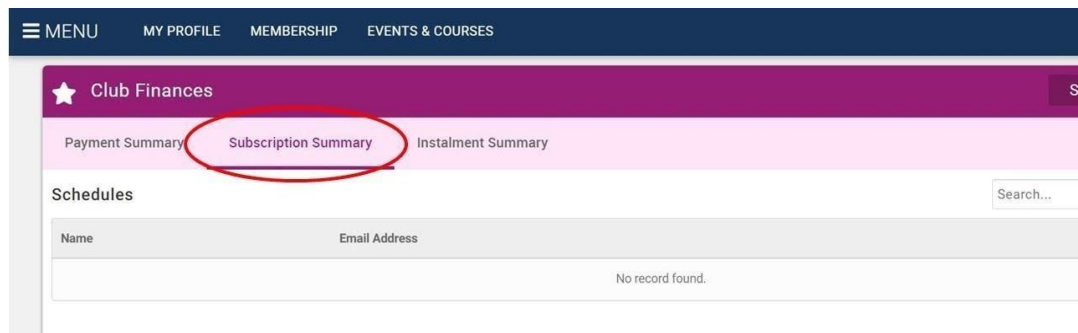 MENU MY PROFILE MEMBERSHIP EVENTS & COURSES
Club Finances S
Payment Summary Subscription Summary Instalment Summary
Schedules Search...
Name Email Address
No record found.